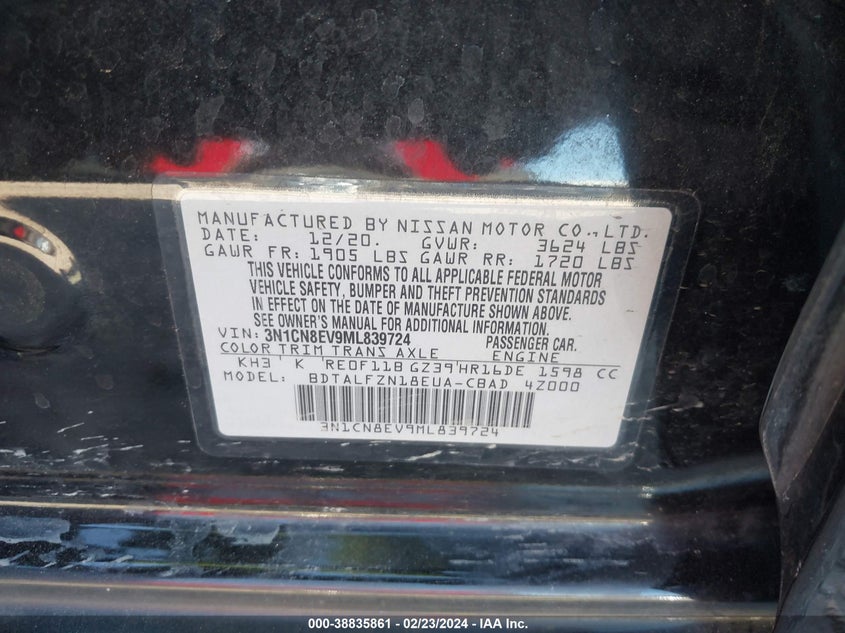 MANUFACTURED BY NISSAN MOTOR CO., LTD.
DATE: 12/20. GVWR: 3624 LBS
GAWR FR: 1905 LBS GAWR RR: 1720 LBS
THIS VEHICLE CONFORMS TO ALL APPLICABLE FEDERAL MOTOR
VEHICLE SAFETY, BUMPER AND THEFT PREVENTION STANDARDS
IN EFFECT ON THE DATE OF MANUFACTURE SHOWN ABOVE.
SEE OWNER'S MANUAL FOR ADDITIONAL INFORMATION.
VIN: 3N1CN8EV9ML839724 PASSENGER CAR.
COLOR TRIM TRANS AXLE ENGINE
KH3 K RE0F11B GZ39 HR16DE 1598 CC
MODEL: BDTALFZN18EUA-CBAD 4Z000
3N1CN8EV9ML839724
000-38835861 / 02/23/2024 - IAA Inc.